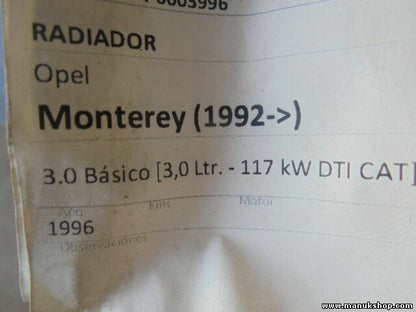 0003996
RADIADOR
Opel
Monterey (1992->)
3.0 Básico [3,0 Ltr. - 117 kW DTI CAT]
Año Kms Motor
1996
Observaciones
www.manukshop.com